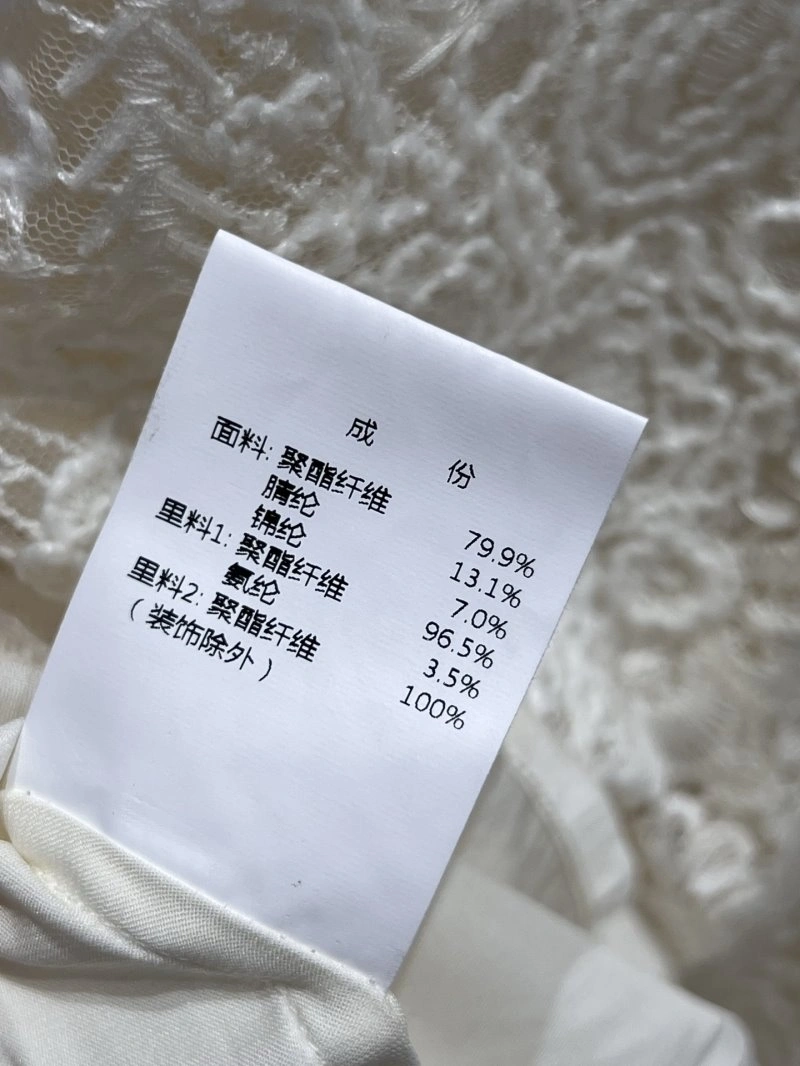 成 份
面料: 聚酯纤维 79.9%
腈纶 13.1%
锦纶 7.0%
里料1: 聚酯纤维 96.5%
氨纶 3.5%
里料2: 聚酯纤维 100%
(装饰除外)